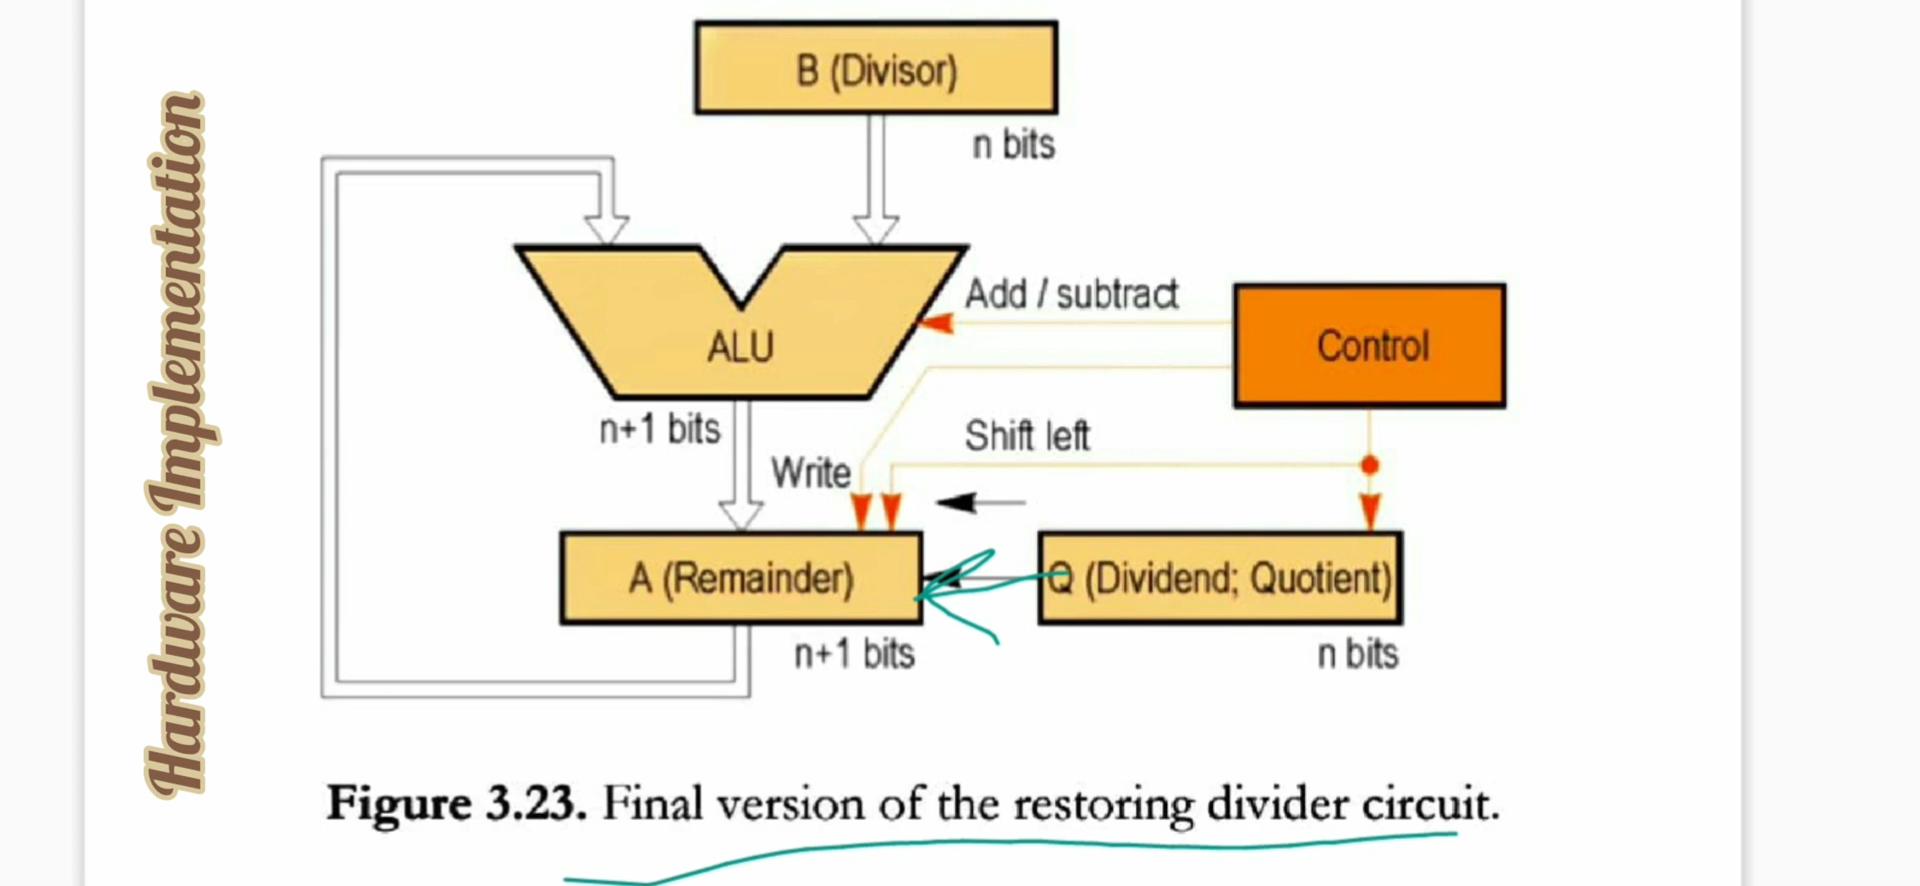 Hardware Implementation
B (Divisor)
n bits
Add / subtract
ALU
Control
n+1 bits
Shift left
Write
A (Remainder)
Q (Dividend; Quotient)
n+1 bits
n bits
Figure 3.23. Final version of the restoring divider circuit.